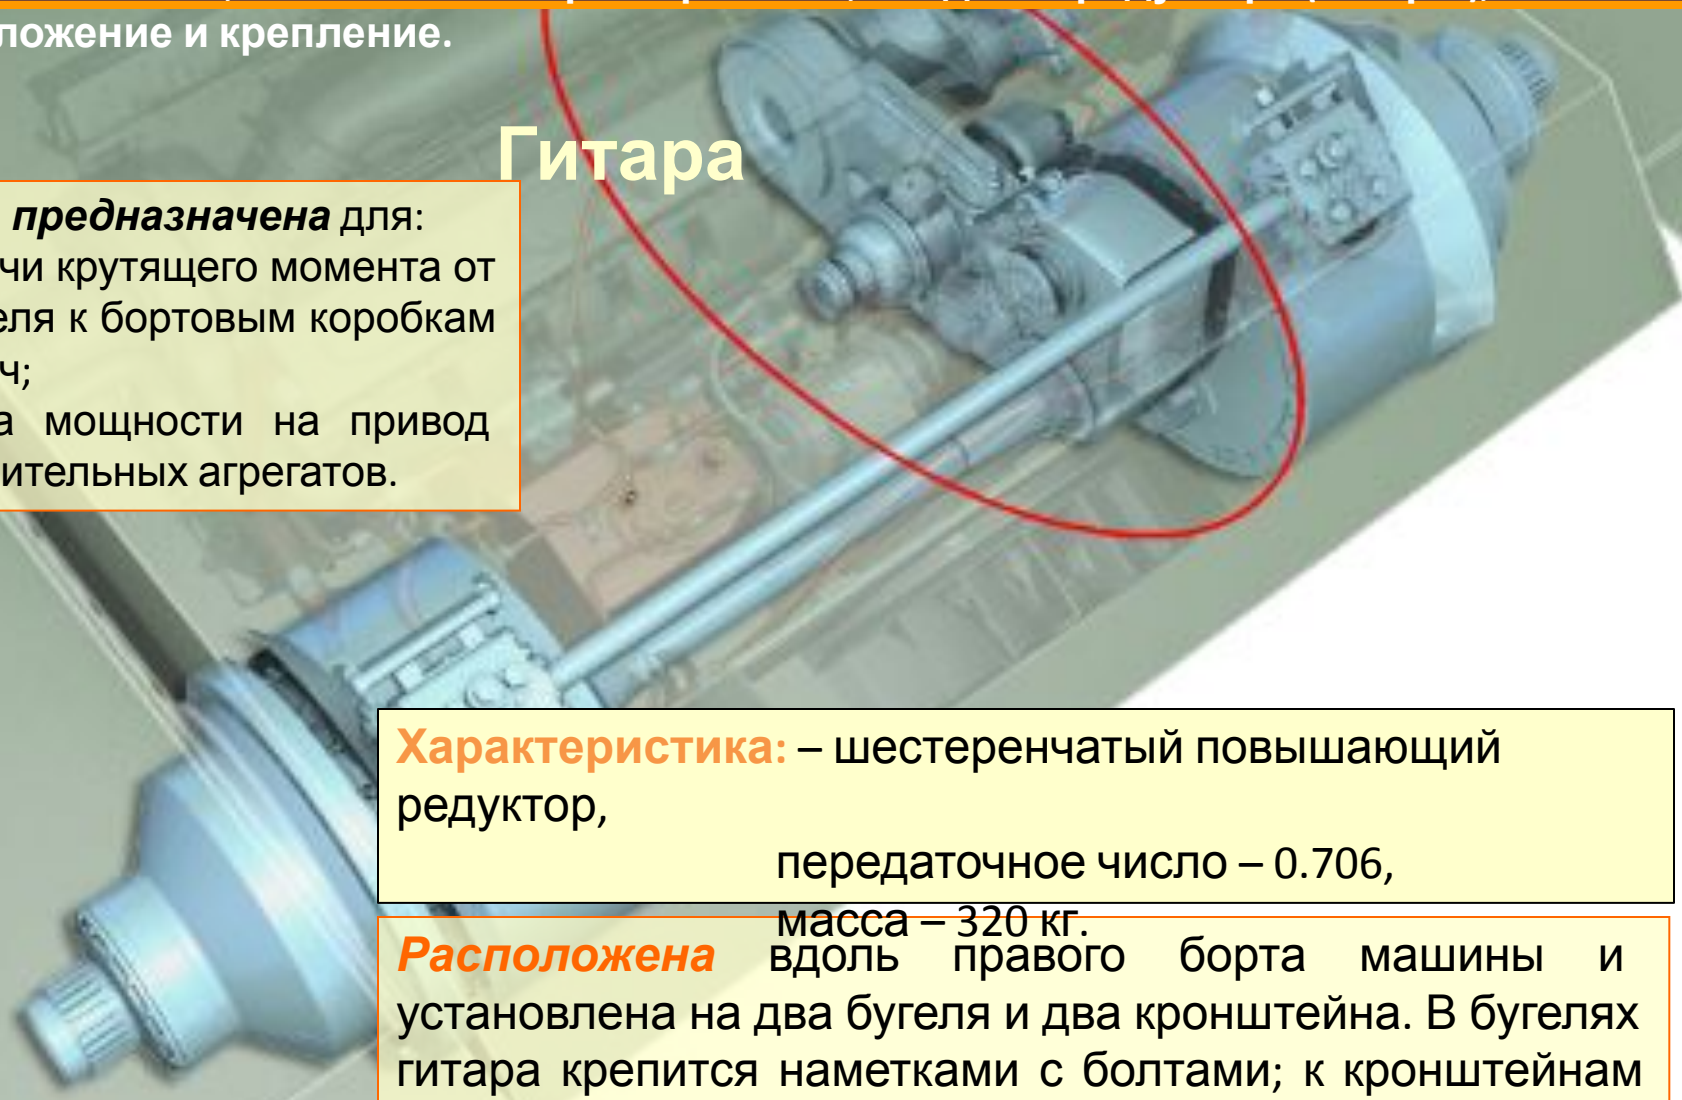 ложение и крепление.
Гитара
предназначена для:
чи крутящего момента от
еля к бортовым коробкам
ч;
а мощности на привод
ительных агрегатов.
Характеристика: – шестеренчатый повышающий
редуктор,
передаточное число – 0.706,
масса – 320 кг.
Расположена вдоль правого борта машины и
установлена на два бугеля и два кронштейна. В бугелях
гитара крепится наметками с болтами; к кронштейнам